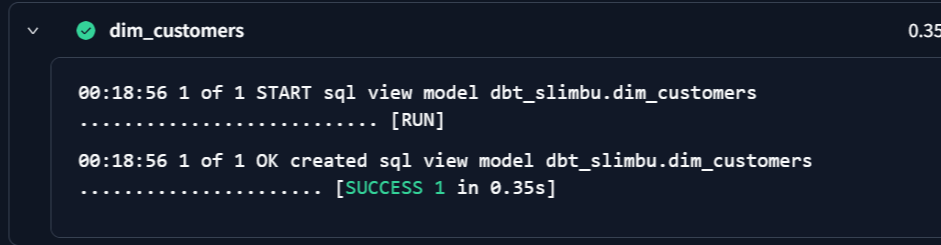 dim_customers 0.35
00:18:56 1 of 1 START sql view model dbt_slimbu.dim_customers
........................... [RUN]
00:18:56 1 of 1 OK created sql view model dbt_slimbu.dim_customers
...................... [SUCCESS 1 in 0.35s]